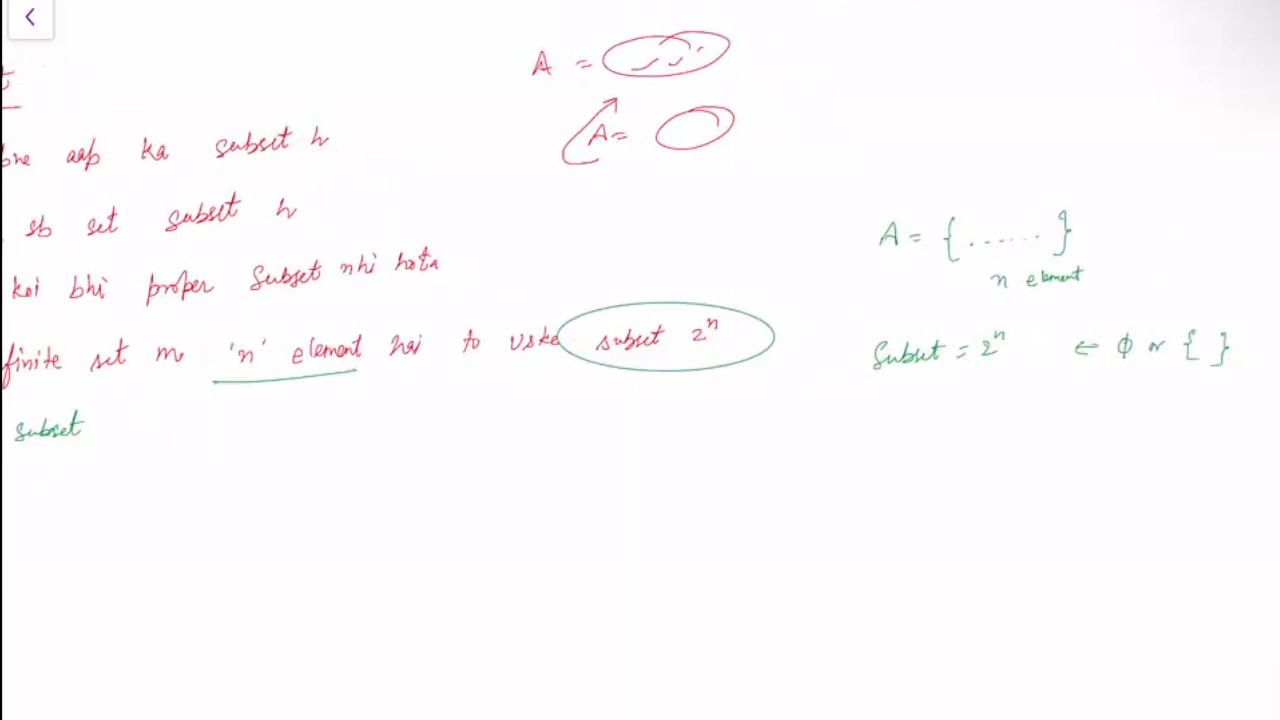 A =
A =
aap ka subset h
sb set subset h
koi bhi proper subset nhi hota
A = { ...... }
n element
finite set m 'n' element hai to uske subset 2ⁿ
Subset = 2ⁿ ← ϕ or { }
subset